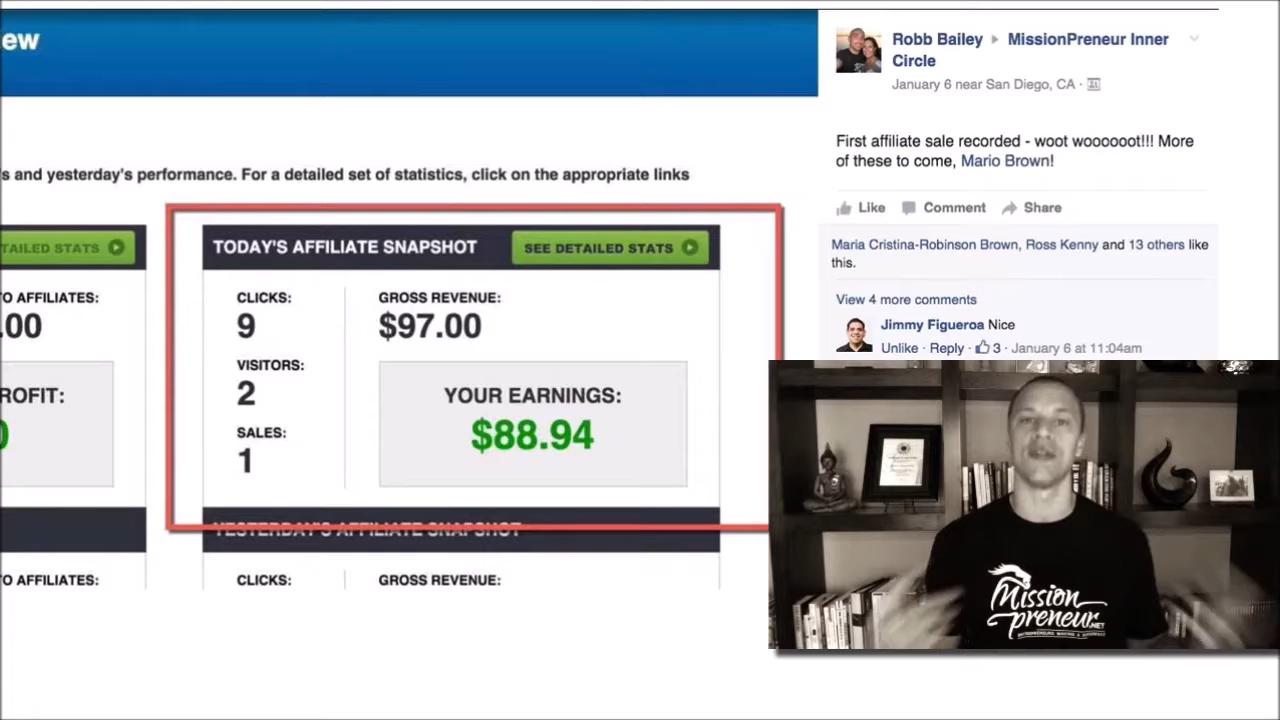 ew
s and yesterday's performance. For a detailed set of statistics, click on the appropriate links
TAILED STATS
O AFFILIATES:
.00
ROFIT:
0
O AFFILIATES:
TODAY'S AFFILIATE SNAPSHOT
SEE DETAILED STATS
CLICKS:
9
GROSS REVENUE:
$97.00
VISITORS:
2
YOUR EARNINGS:
$88.94
SALES:
1
YESTERDAY'S AFFILIATE SNAPSHOT
CLICKS:
GROSS REVENUE:
Robb Bailey MissionPreneur Inner
Circle
January 6 near San Diego, CA ·
First affiliate sale recorded - woot woooooot!!! More
of these to come, Mario Brown!
Like Comment Share
Maria Cristina-Robinson Brown, Ross Kenny and 13 others like
this.
View 4 more comments
Jimmy Figueroa Nice
Unlike · Reply · 3 · January 6 at 11:04am
Mission
preneur.NET